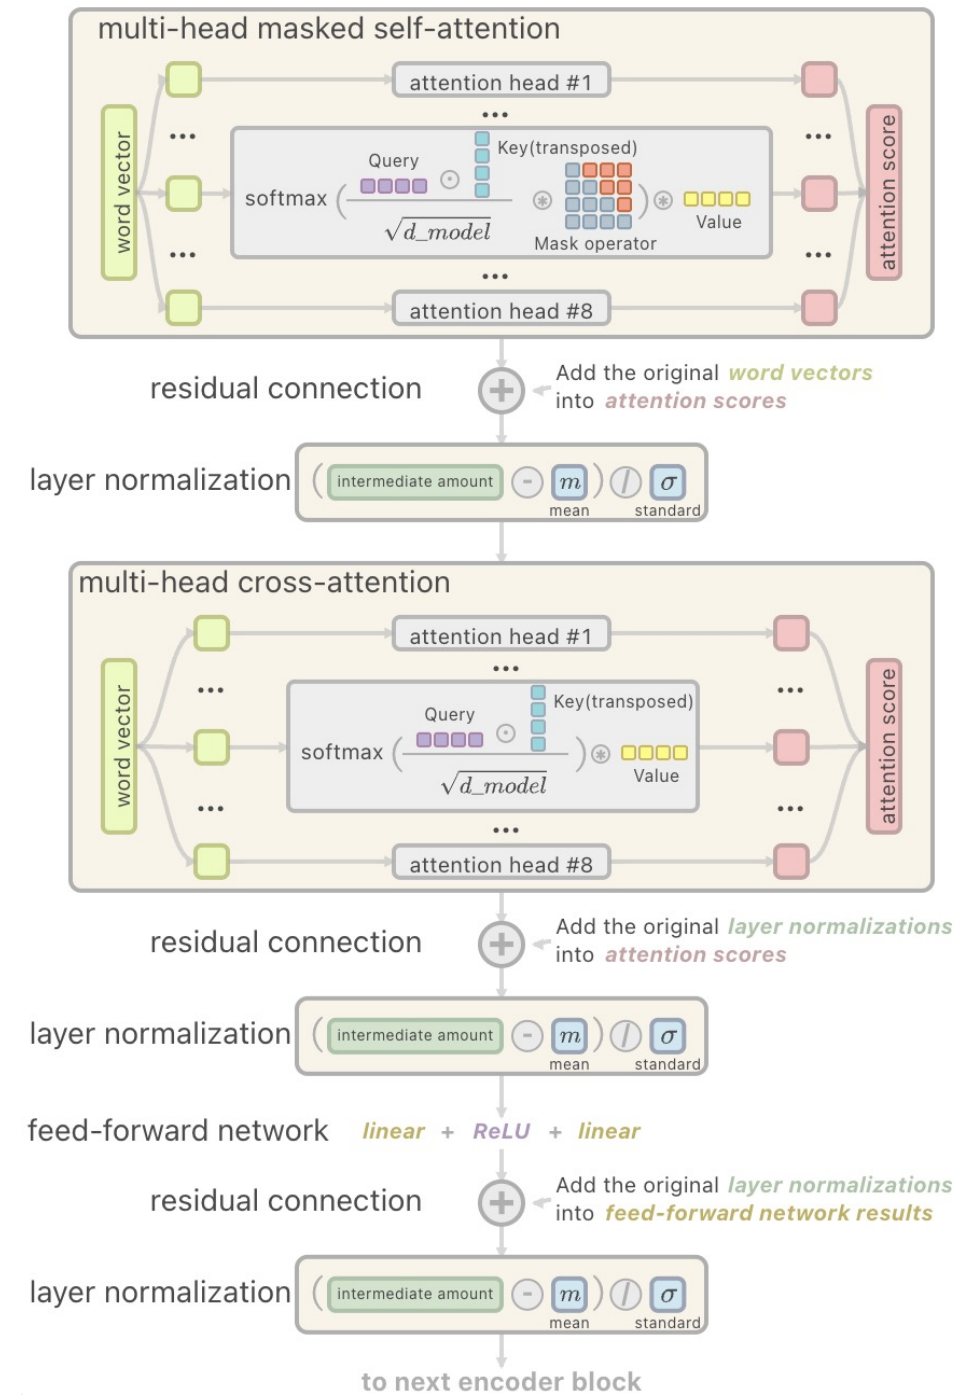 multi-head masked self-attention
attention head #1
...
...
word vector
softmax ( Query ⊙ Key(transposed)
√d_model
⊛ Mask operator ) ⊛ Value
attention score
...
...
...
...
attention head #8
residual connection
+
Add the original word vectors
into attention scores
layer normalization
( intermediate amount - m ) / σ
mean standard
multi-head cross-attention
attention head #1
...
...
...
word vector
softmax ( Query ⊙ Key(transposed)
√d_model
) ⊛ Value
attention score
...
...
...
attention head #8
residual connection
+
Add the original layer normalizations
into attention scores
layer normalization
( intermediate amount - m ) / σ
mean standard
feed-forward network linear + ReLU + linear
residual connection
+
Add the original layer normalizations
into feed-forward network results
layer normalization
( intermediate amount - m ) / σ
mean standard
to next encoder block